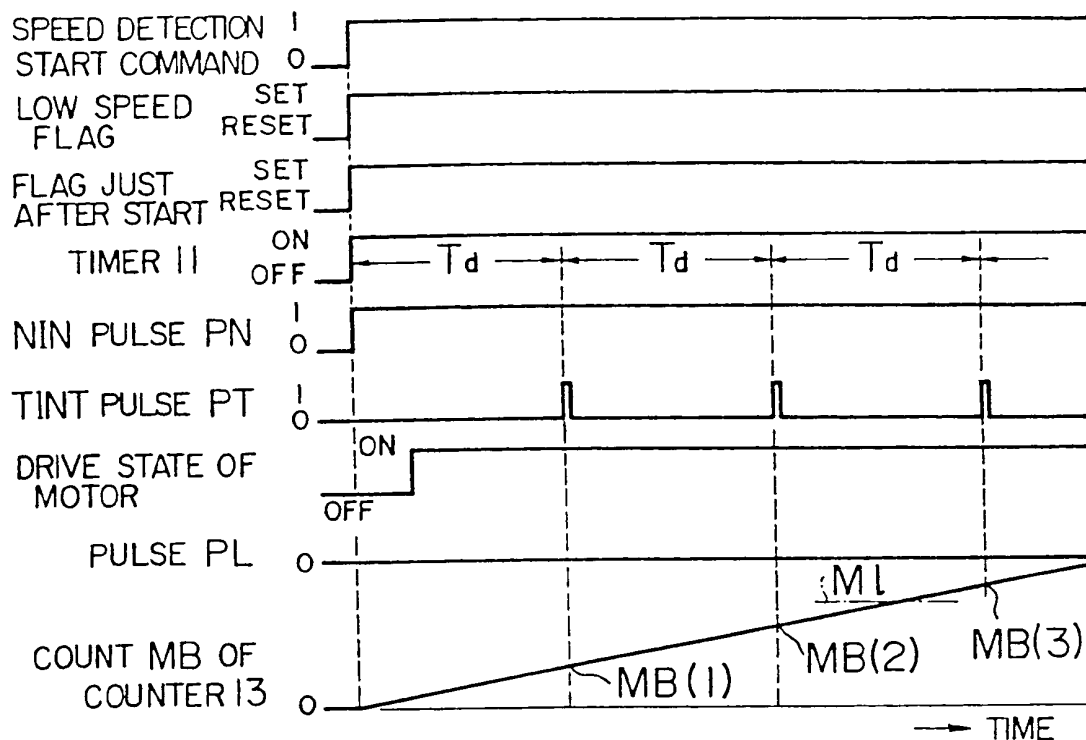 SPEED DETECTION 1
START COMMAND 0
LOW SPEED SET
FLAG RESET
FLAG JUST SET
AFTER START RESET
TIMER 11 ON
OFF
Td Td Td
NIN PULSE PN 1
0
TINT PULSE PT 1
0
DRIVE STATE OF ON
MOTOR
OFF
PULSE PL 0
Ml
COUNT MB OF MB(1) MB(2) MB(3)
COUNTER 13 0
TIME